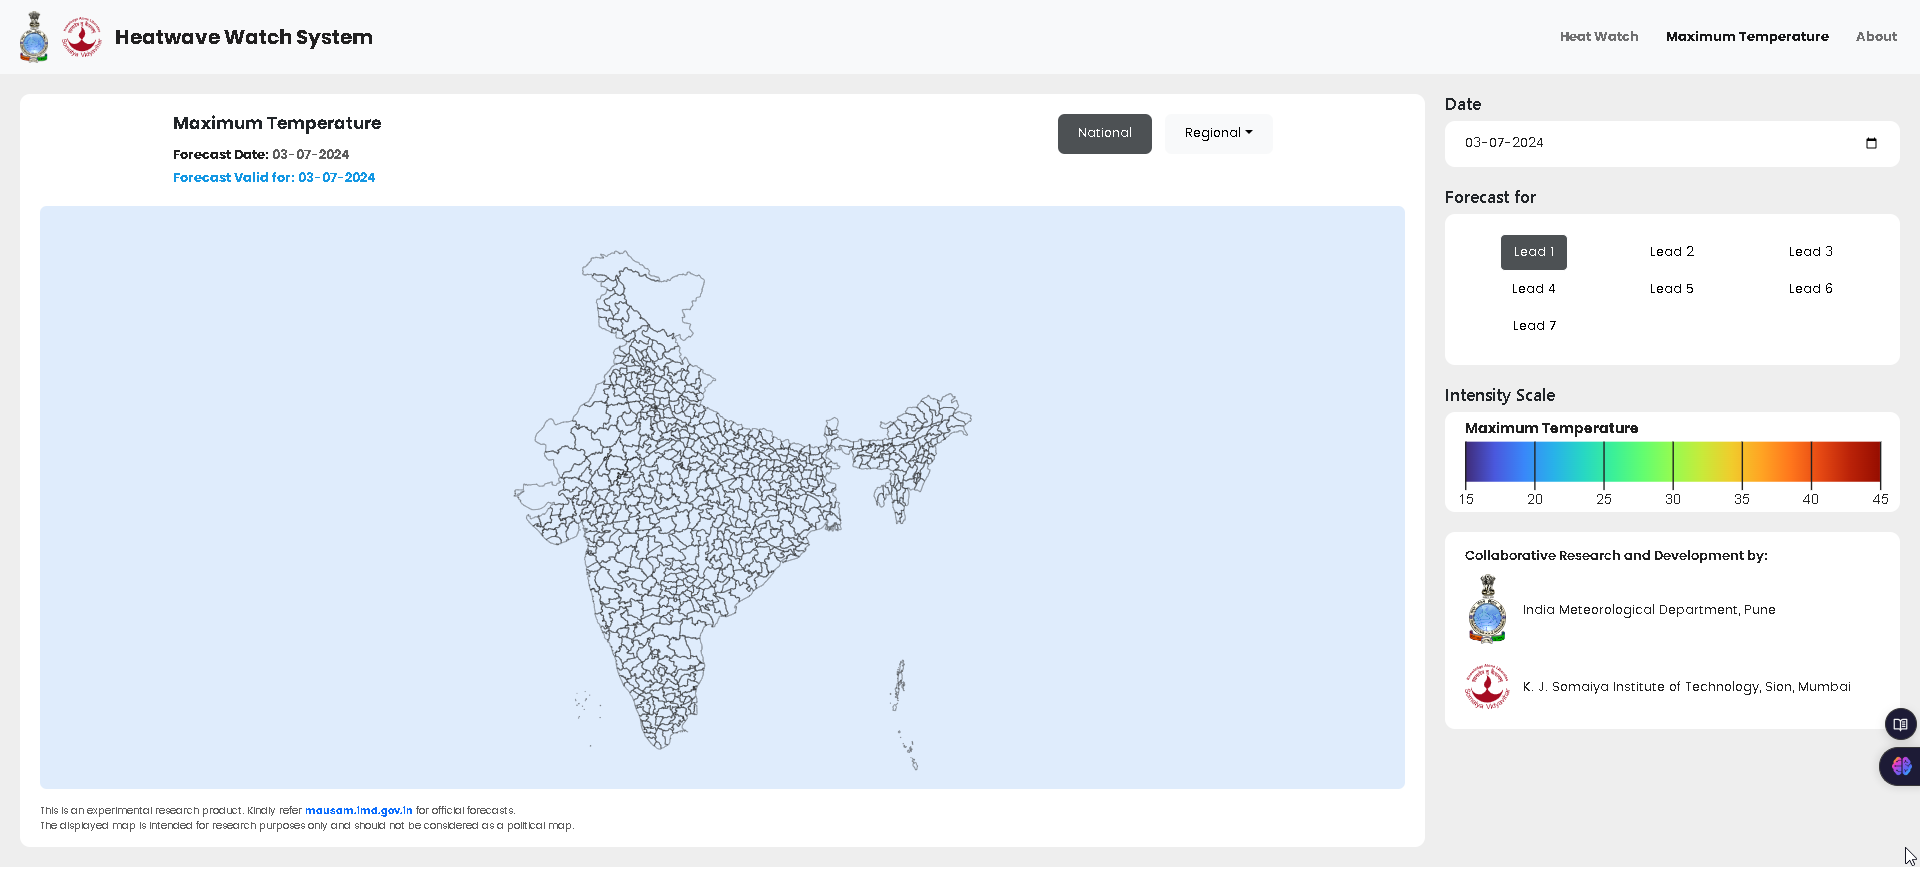 Heatwave Watch System
Heat Watch
Maximum Temperature
About
Maximum Temperature
Forecast Date: 03-07-2024
Forecast Valid for: 03-07-2024
National
Regional
This is an experimental research product. Kindly refer mausam.imd.gov.in for official forecasts.
The displayed map is intended for research purposes only and should not be considered as a political map.
Date
03-07-2024
Forecast for
Lead 1
Lead 2
Lead 3
Lead 4
Lead 5
Lead 6
Lead 7
Intensity Scale
Maximum Temperature
15 20 25 30 35 40 45
Collaborative Research and Development by:
India Meteorological Department, Pune
K. J. Somaiya Institute of Technology, Sion, Mumbai